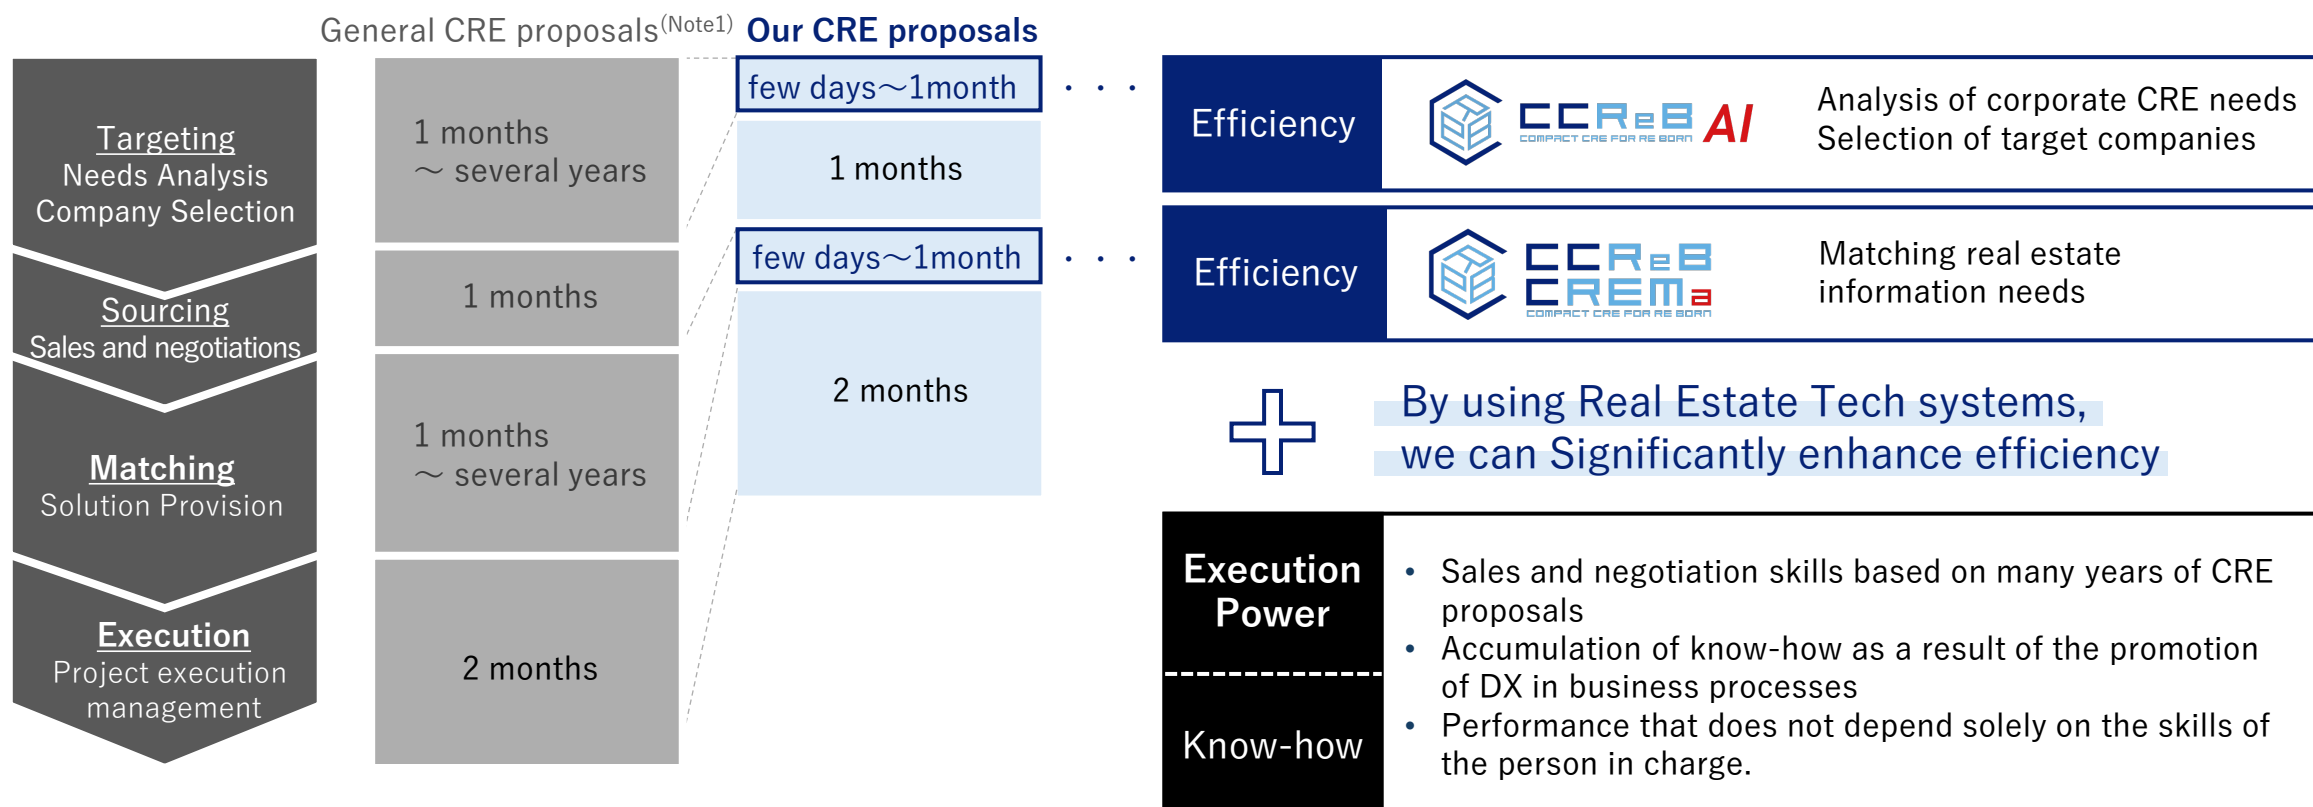 General CRE proposals(Note1)
Our CRE proposals
Targeting
Needs Analysis
Company Selection
Sourcing
Sales and negotiations
Matching
Solution Provision
Execution
Project execution
management
1 months
～ several years
1 months
1 months
～ several years
2 months
few days～1month
1 months
few days～1month
2 months
・・・
Efficiency
CCReB AI
COMPACT CRE FOR RE BORN
Analysis of corporate CRE needs
Selection of target companies
・・・
Efficiency
CCReB
CREMa
COMPACT CRE FOR RE BORN
Matching real estate
information needs
By using Real Estate Tech systems,
we can Significantly enhance efficiency
Execution
Power
Know-how
• Sales and negotiation skills based on many years of CRE
proposals
• Accumulation of know-how as a result of the promotion
of DX in business processes
• Performance that does not depend solely on the skills of
the person in charge.